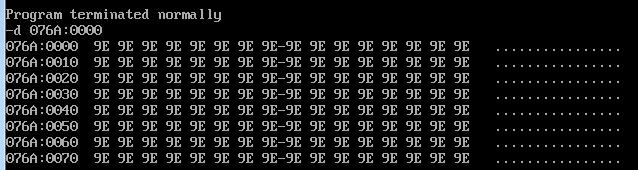 Program terminated normally
-d 076A:0000
076A:0000  9E 9E 9E 9E 9E 9E 9E 9E-9E 9E 9E 9E 9E 9E 9E 9E   ................
076A:0010  9E 9E 9E 9E 9E 9E 9E 9E-9E 9E 9E 9E 9E 9E 9E 9E   ................
076A:0020  9E 9E 9E 9E 9E 9E 9E 9E-9E 9E 9E 9E 9E 9E 9E 9E   ................
076A:0030  9E 9E 9E 9E 9E 9E 9E 9E-9E 9E 9E 9E 9E 9E 9E 9E   ................
076A:0040  9E 9E 9E 9E 9E 9E 9E 9E-9E 9E 9E 9E 9E 9E 9E 9E   ................
076A:0050  9E 9E 9E 9E 9E 9E 9E 9E-9E 9E 9E 9E 9E 9E 9E 9E   ................
076A:0060  9E 9E 9E 9E 9E 9E 9E 9E-9E 9E 9E 9E 9E 9E 9E 9E   ................
076A:0070  9E 9E 9E 9E 9E 9E 9E 9E-9E 9E 9E 9E 9E 9E 9E 9E   ................